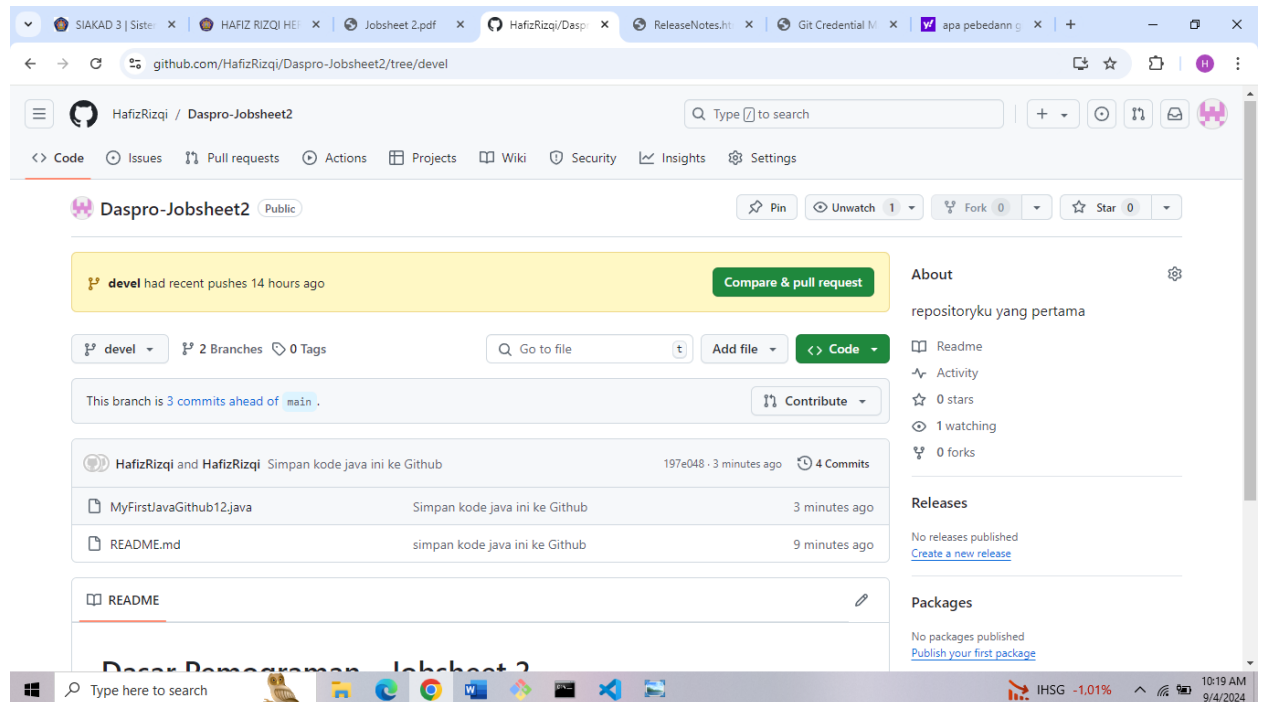 SIAKAD 3 | Siste
HAFIZ RIZQI HE
Jobsheet 2.pdf
HafizRizqi/Daspr
ReleaseNotes.ht
Git Credential M
apa pebedann g
github.com/HafizRizqi/Daspro-Jobsheet2/tree/devel
H
HafizRizqi / Daspro-Jobsheet2
Type / to search
<> Code Issues Pull requests Actions Projects Wiki Security Insights Settings
Daspro-Jobsheet2 Public
Pin Unwatch 1 Fork 0 Star 0
devel had recent pushes 14 hours ago
Compare & pull request
devel 2 Branches 0 Tags
Go to file t
Add file
<> Code
This branch is 3 commits ahead of main .
Contribute
HafizRizqi and HafizRizqi Simpan kode java ini ke Github 197e048 · 3 minutes ago 4 Commits
MyFirstJavaGithub12.java Simpan kode java ini ke Github 3 minutes ago
README.md simpan kode java ini ke Github 9 minutes ago
README
Dasar Pemograman - Jobsheet 2
About
repositoryku yang pertama
Readme
Activity
0 stars
1 watching
0 forks
Releases
No releases published
Create a new release
Packages
No packages published
Publish your first package
Type here to search
IHSG -1,01%
10:19 AM
9/4/2024